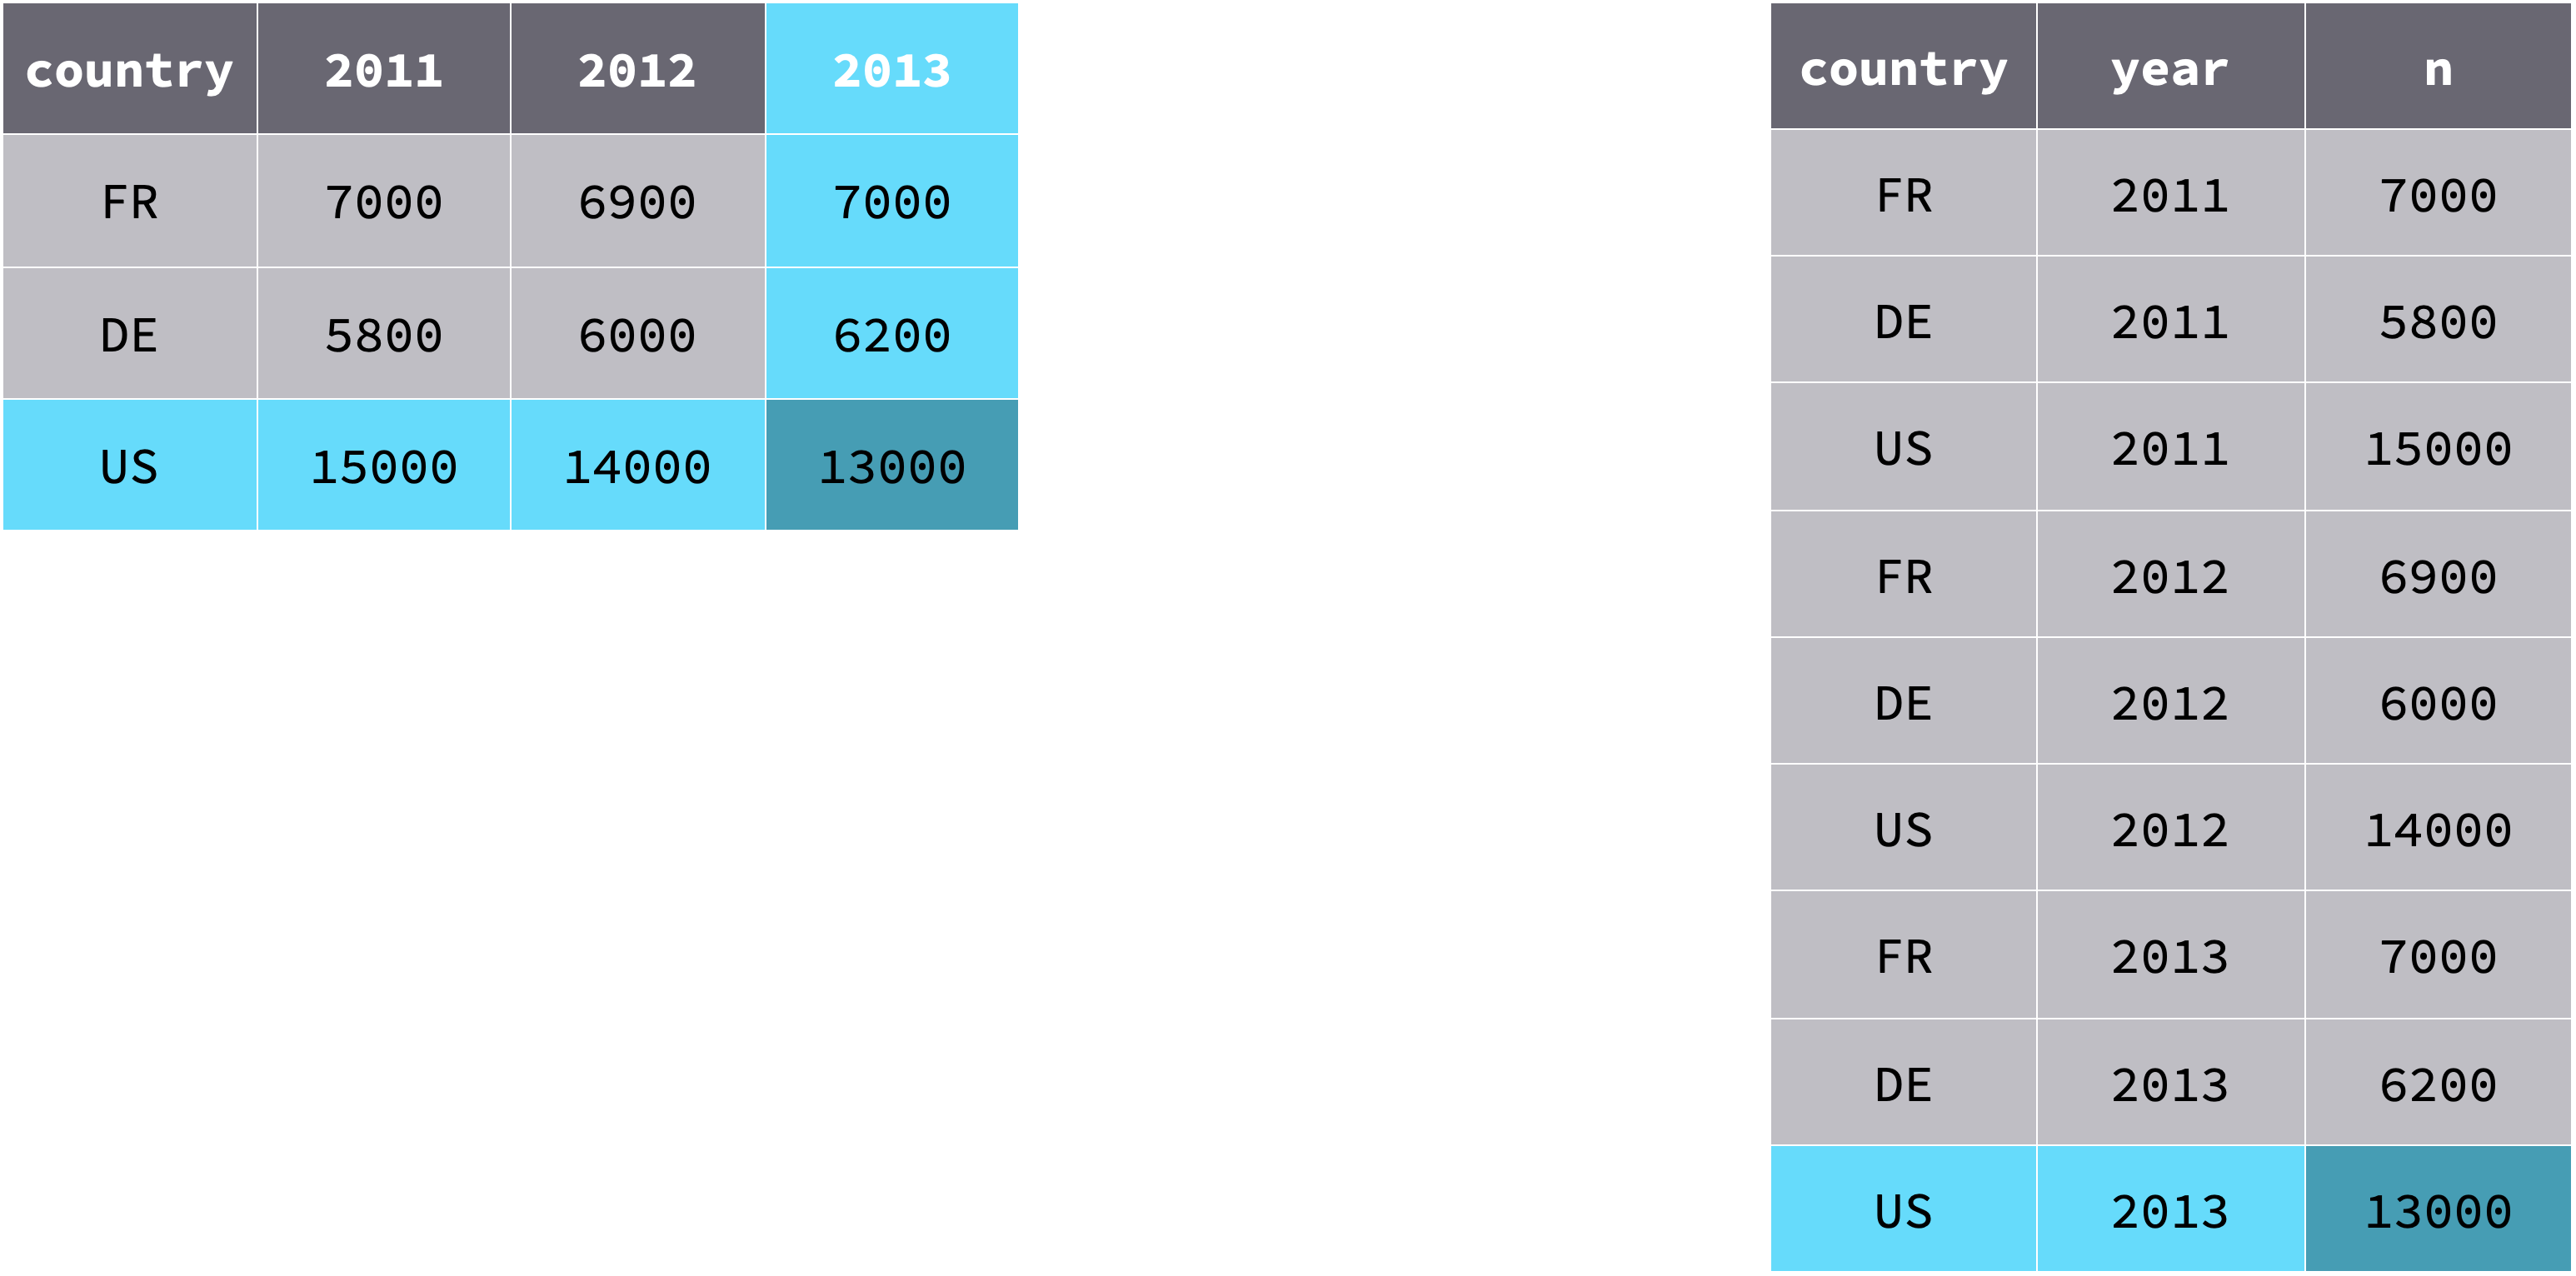 country 2011 2012 2013
FR 7000 6900 7000
DE 5800 6000 6200
US 15000 14000 13000
country year n
FR 2011 7000
DE 2011 5800
US 2011 15000
FR 2012 6900
DE 2012 6000
US 2012 14000
FR 2013 7000
DE 2013 6200
US 2013 13000